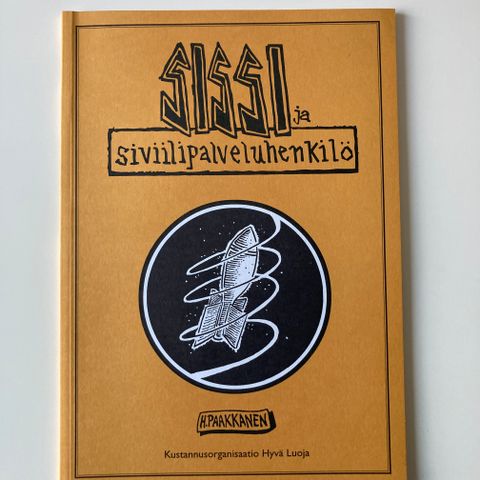 SISSI
ja
siviilipalveluhenkilö
H.PAAKKANEN
Kustannusorganisaatio Hyvä Luoja